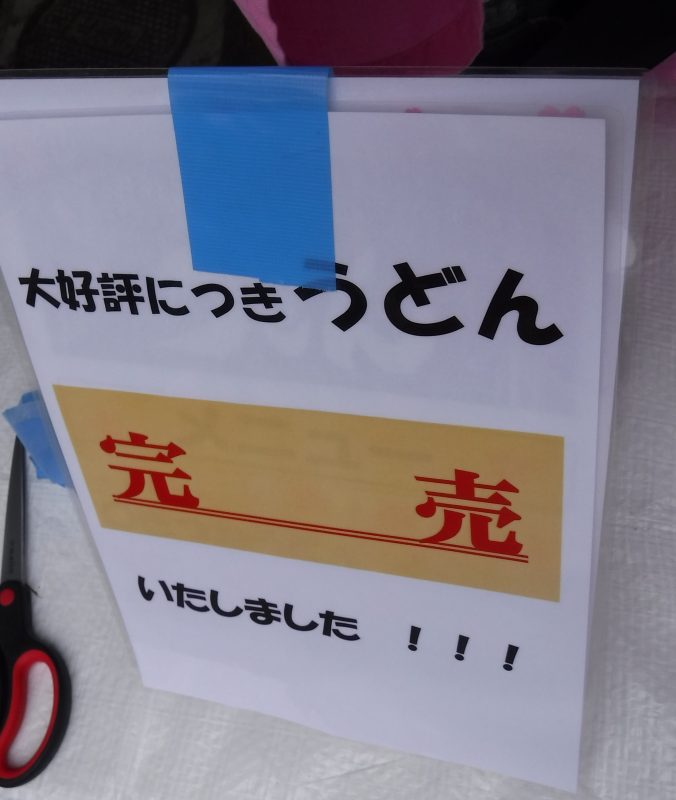 大好評につきうどん
完売
いたしました ！！！